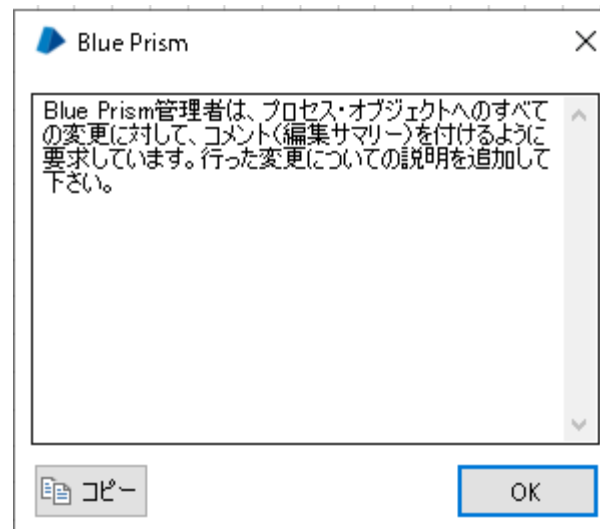 Blue Prism
Blue Prism管理者は、プロセス・オブジェクトへのすべて
の変更に対して、コメント(編集サマリー)を付けるように
要求しています。行った変更についての説明を追加して
下さい。
コピー
OK